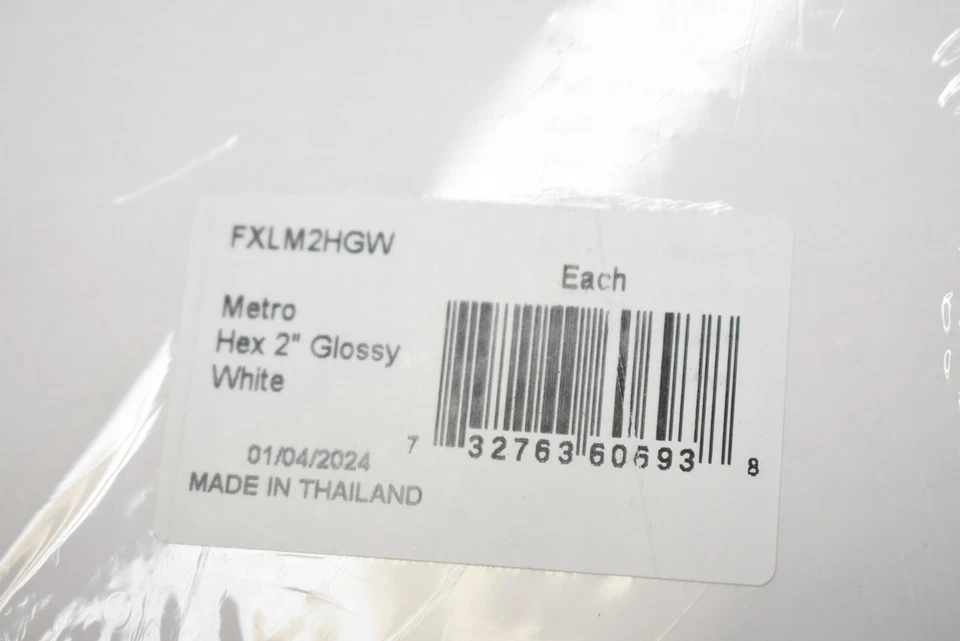 FXLM2HGW
Each
Metro
Hex 2" Glossy
White
7 32763 60693 8
01/04/2024
MADE IN THAILAND